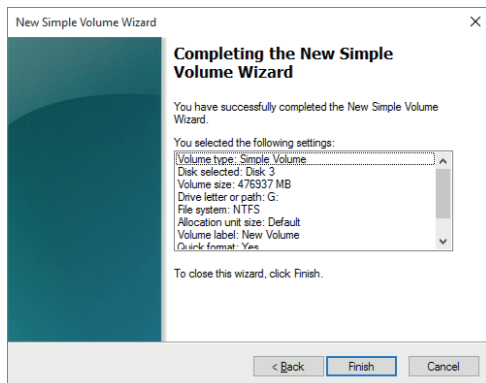 New Simple Volume Wizard
Completing the New Simple
Volume Wizard
You have successfully completed the New Simple Volume
Wizard.
You selected the following settings:
Volume type: Simple Volume
Disk selected: Disk 3
Volume size: 476937 MB
Drive letter or path: G:
File system: NTFS
Allocation unit size: Default
Volume label: New Volume
Quick format: Yes
To close this wizard, click Finish.
< Back
Finish
Cancel